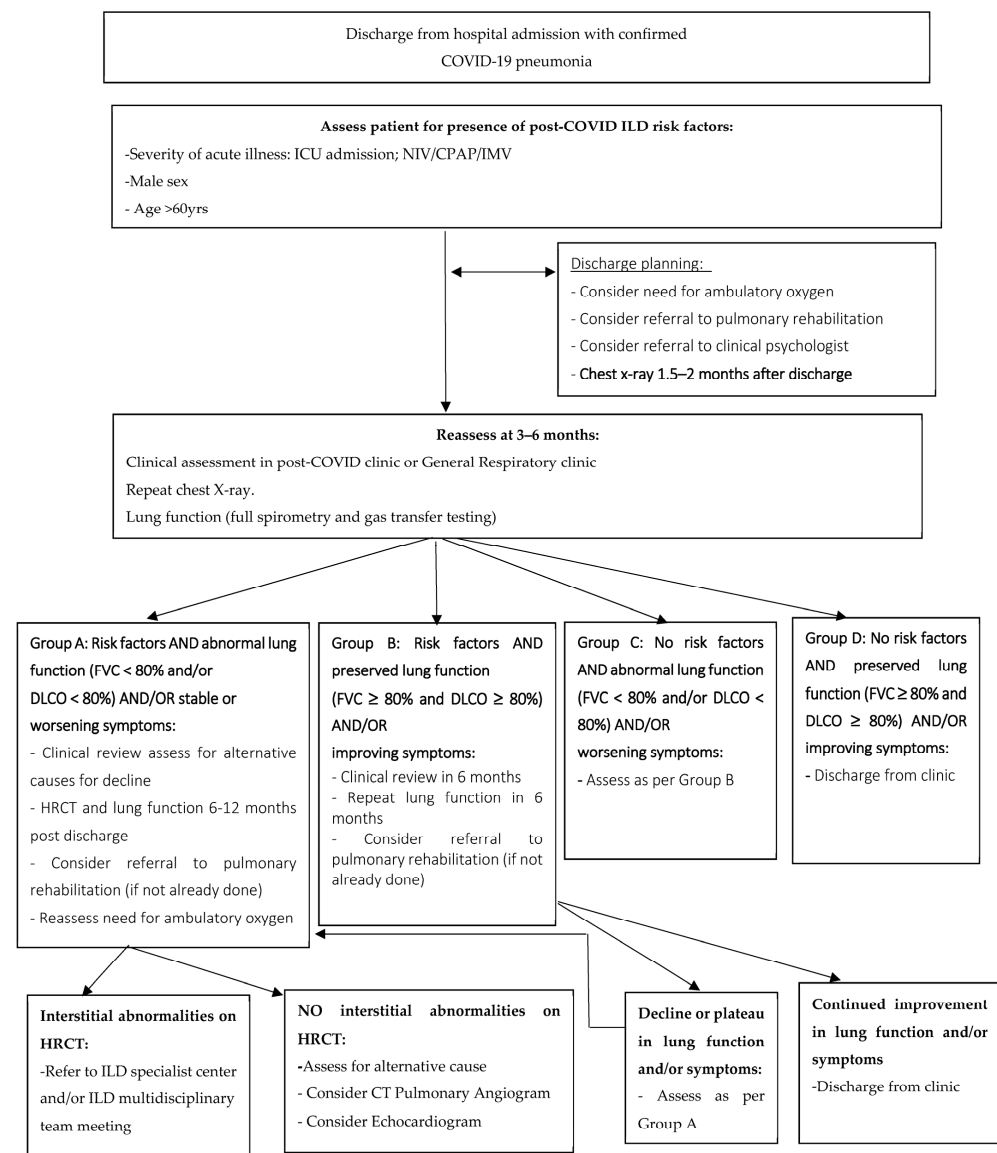 Discharge from hospital admission with confirmed
COVID-19 pneumonia
Assess patient for presence of post-COVID ILD risk factors:
-Severity of acute illness: ICU admission; NIV/CPAP/IMV
-Male sex
- Age >60yrs
Discharge planning:
- Consider need for ambulatory oxygen
- Consider referral to pulmonary rehabilitation
- Consider referral to clinical psychologist
- Chest x-ray 1.5–2 months after discharge
Reassess at 3–6 months:
Clinical assessment in post-COVID clinic or General Respiratory clinic
Repeat chest X-ray.
Lung function (full spirometry and gas transfer testing)
Group A: Risk factors AND abnormal lung
function (FVC < 80% and/or
DLCO < 80%) AND/OR stable or
worsening symptoms:
- Clinical review assess for alternative
causes for decline
- HRCT and lung function 6-12 months
post discharge
- Consider referral to pulmonary
rehabilitation (if not already done)
- Reassess need for ambulatory oxygen
Group B: Risk factors AND
preserved lung function
(FVC ≥ 80% and DLCO ≥ 80%)
AND/OR
improving symptoms:
- Clinical review in 6 months
- Repeat lung function in 6
months
- Consider referral to
pulmonary rehabilitation (if not
already done)
Group C: No risk factors
AND abnormal lung function
(FVC < 80% and/or DLCO <
80%) AND/OR
worsening symptoms:
- Assess as per Group B
Group D: No risk factors
AND preserved lung
function (FVC ≥ 80% and
DLCO ≥ 80%) AND/OR
improving symptoms:
- Discharge from clinic
Interstitial abnormalities on
HRCT:
-Refer to ILD specialist center
and/or ILD multidisciplinary
team meeting
NO interstitial abnormalities on
HRCT:
-Assess for alternative cause
- Consider CT Pulmonary Angiogram
- Consider Echocardiogram
Decline or plateau
in lung function
and/or symptoms:
- Assess as per
Group A
Continued improvement
in lung function and/or
symptoms
-Discharge from clinic